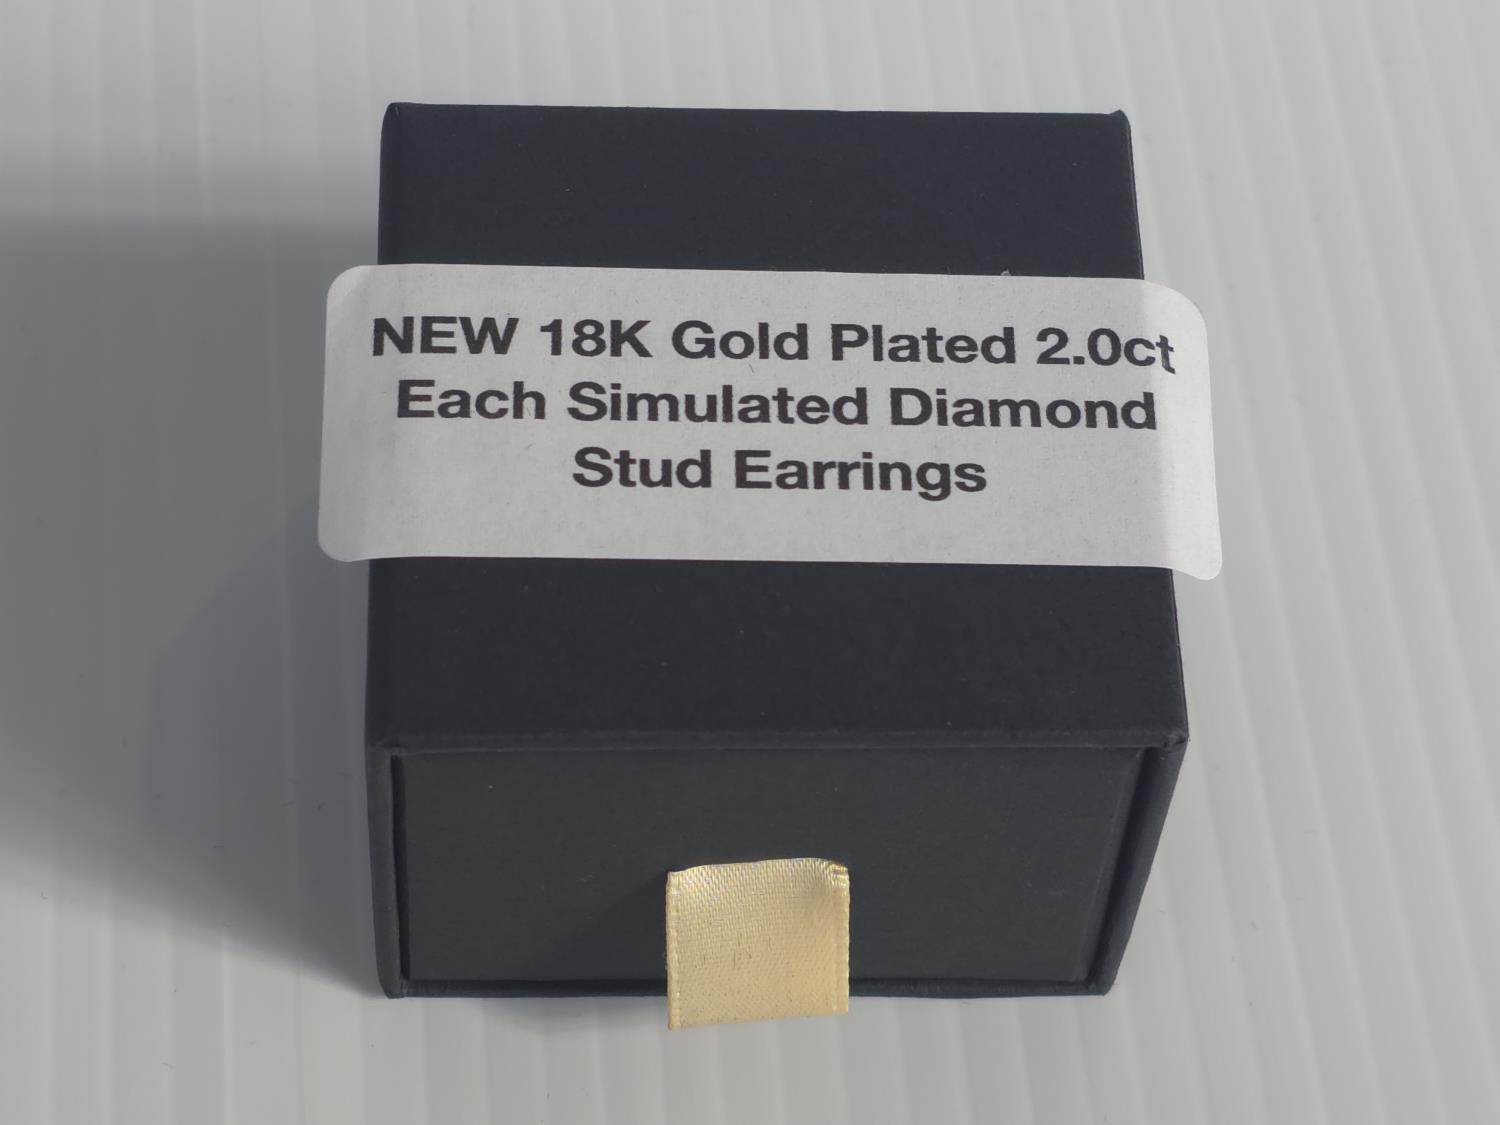 NEW 18K Gold Plated 2.0ct
Each Simulated Diamond
Stud Earrings